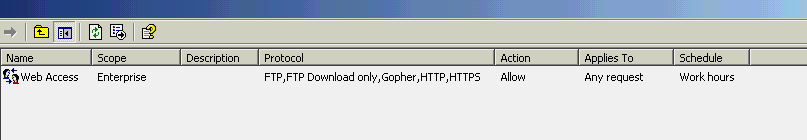 Name Scope Description Protocol Action Applies To Schedule
Web Access Enterprise FTP,FTP Download only,Gopher,HTTP,HTTPS Allow Any request Work hours